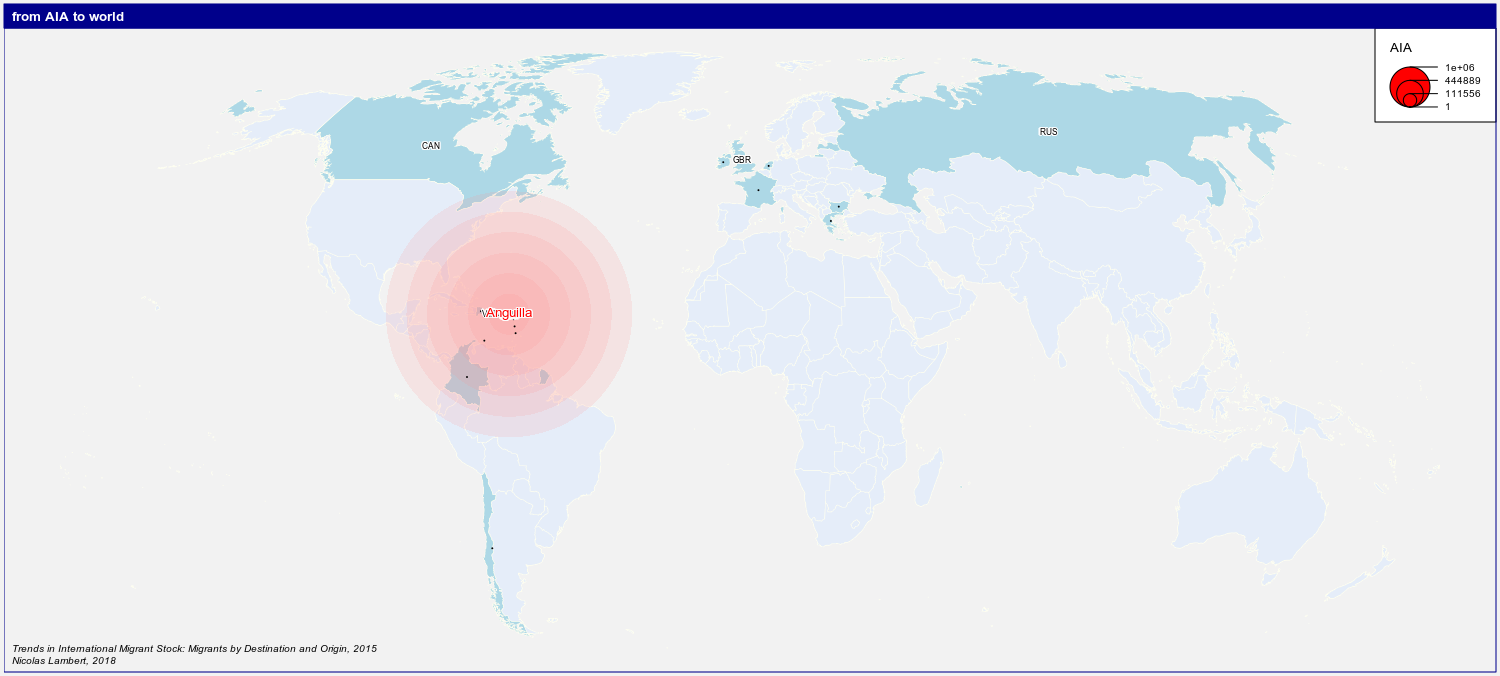 from AIA to world
AIA
1e+06
444889
111556
1
CAN
RUS
GBR
Anguilla
Trends in International Migrant Stock: Migrants by Destination and Origin, 2015
Nicolas Lambert, 2018